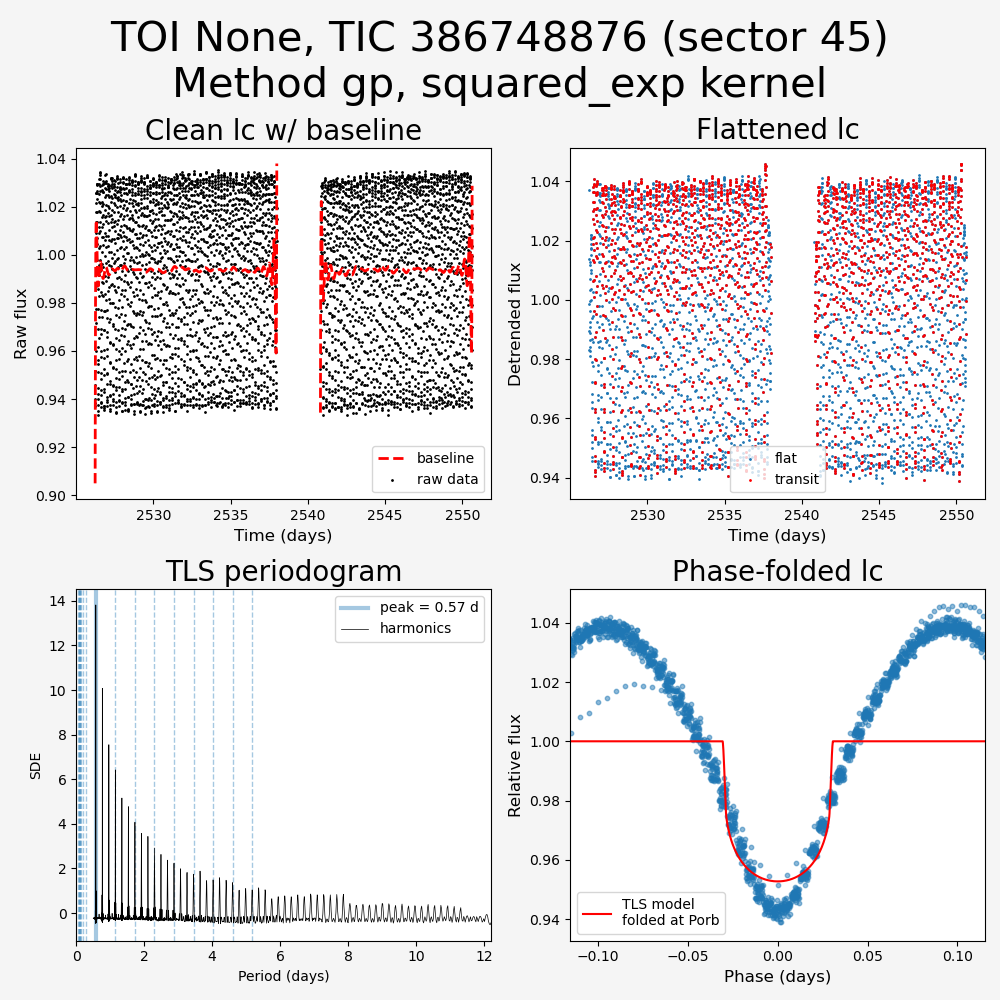 TOI None, TIC 386748876 (sector 45)
Method gp, squared_exp kernel
Clean lc w/ baseline
1.04
1.02
1.00
0.98
0.96
0.94
0.92
0.90
Raw flux
baseline
raw data
2530
2535
2540
2545
2550
Time (days)
Flattened lc
1.04
1.02
1.00
0.98
0.96
0.94
Detrended flux
flat
transit
2530
2535
2540
2545
2550
Time (days)
TLS periodogram
14
12
10
8
6
4
2
0
SDE
peak = 0.57 d
harmonics
0
2
4
6
8
10
12
Period (days)
Phase-folded lc
1.04
1.02
1.00
0.98
0.96
0.94
Relative flux
TLS model
folded at Porb
−0.10
−0.05
0.00
0.05
0.10
Phase (days)